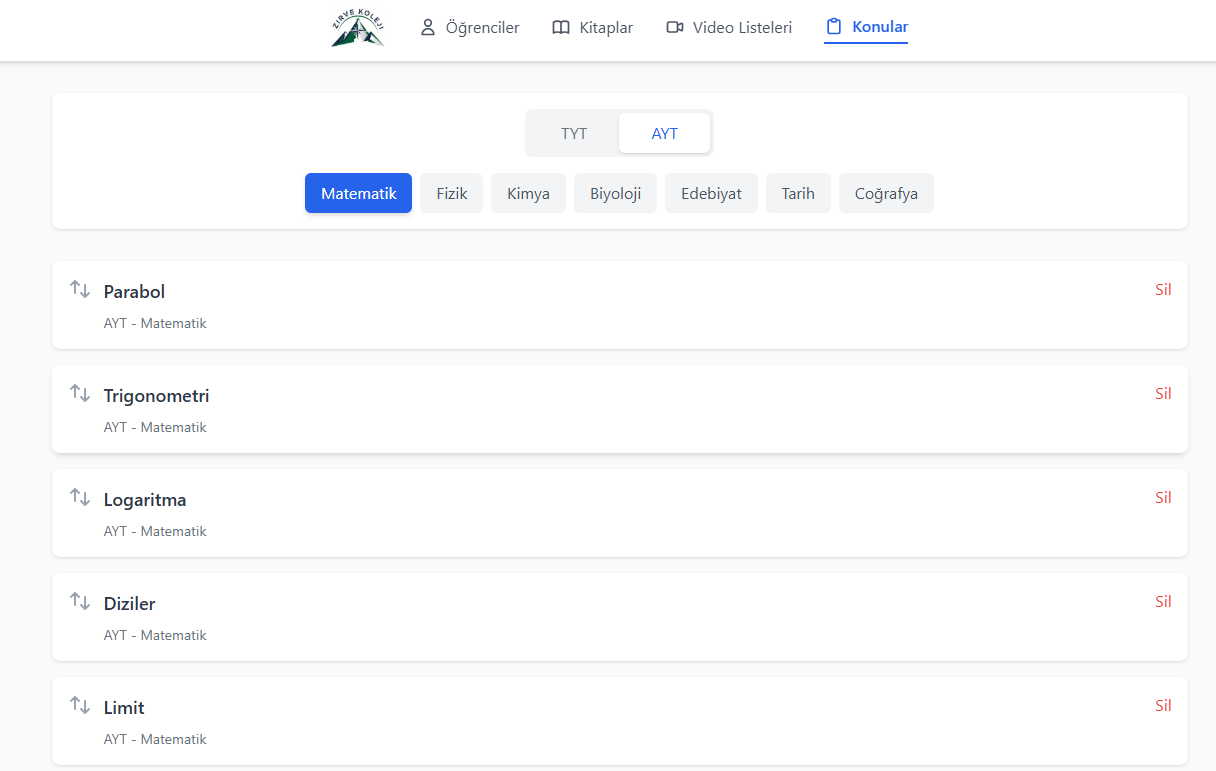 ZİRVE KOLEJİ
Öğrenciler Kitaplar Video Listeleri Konular
TYT AYT
Matematik Fizik Kimya Biyoloji Edebiyat Tarih Coğrafya
Parabol Sil
AYT - Matematik
Trigonometri Sil
AYT - Matematik
Logaritma Sil
AYT - Matematik
Diziler Sil
AYT - Matematik
Limit Sil
AYT - Matematik